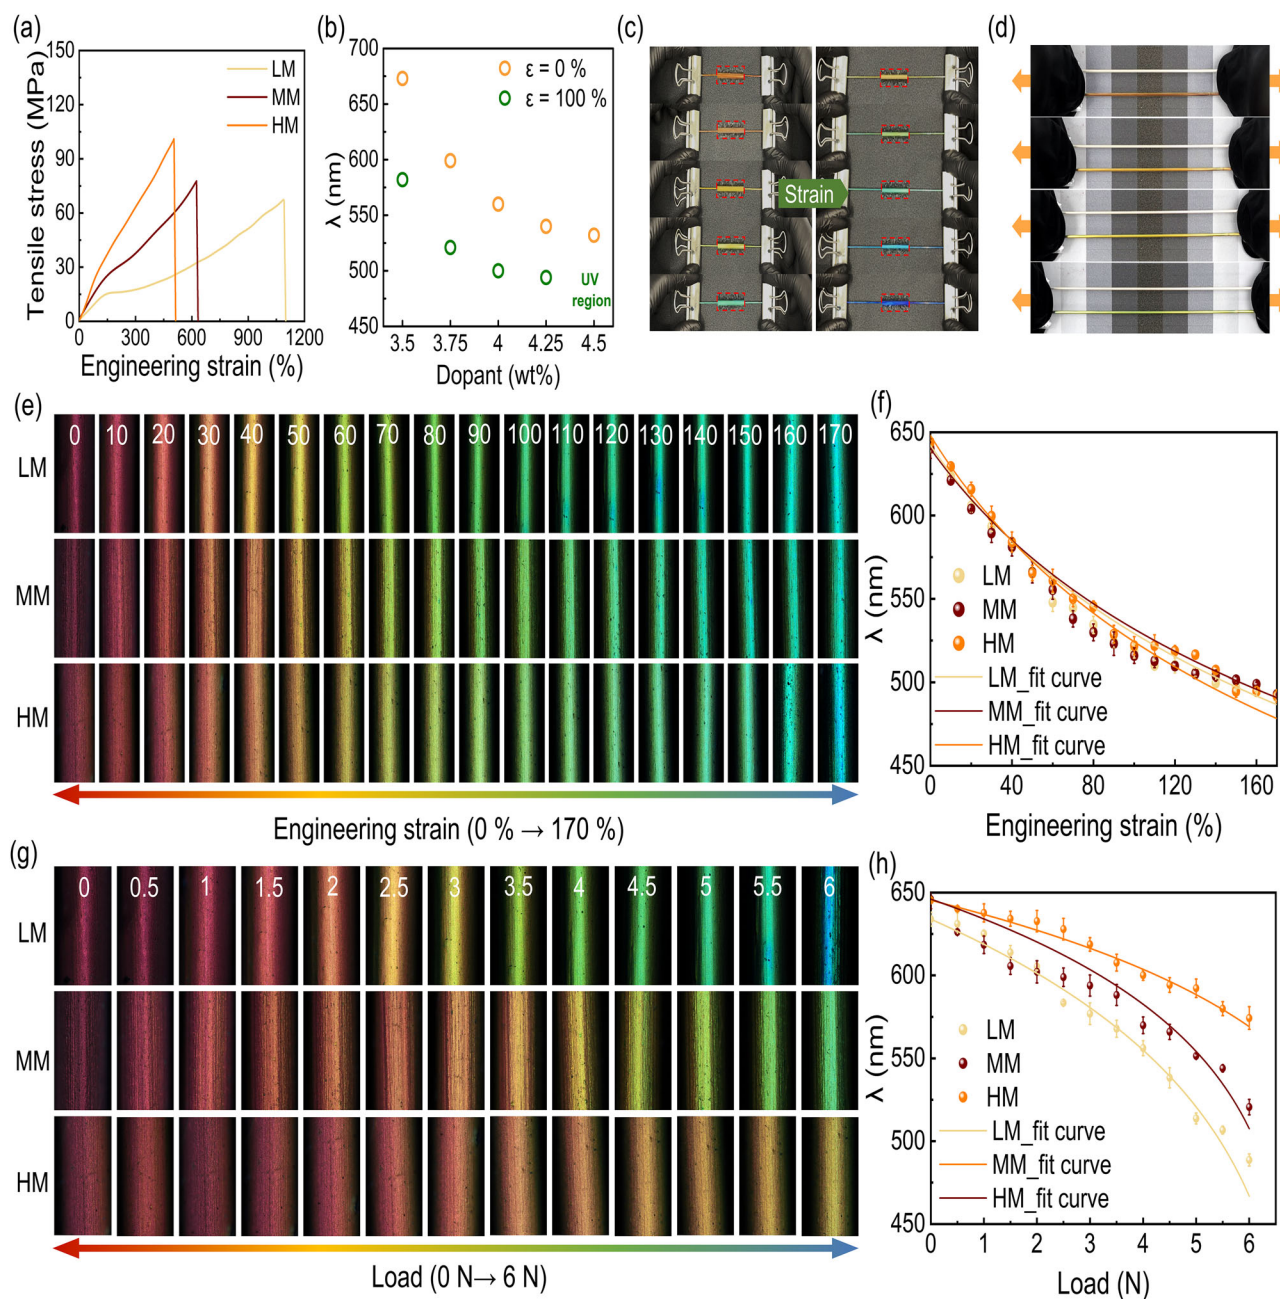 (a)
Tensile stress (MPa)
150
120
90
60
30
0
LM
MM
HM
0 300 600 900 1200
Engineering strain (%)
(b)
λ (nm)
700
650
600
550
500
450
ε = 0 %
ε = 100 %
UV
region
3.5 3.75 4 4.25 4.5
Dopant (wt%)
(c)
Strain
(d)
(e)
0 10 20 30 40 50 60 70 80 90 100 110 120 130 140 150 160 170
LM
MM
HM
Engineering strain (0 % → 170 %)
(f)
λ (nm)
650
600
550
500
450
LM
MM
HM
LM_fit curve
MM_fit curve
HM_fit curve
0 40 80 120 160
Engineering strain (%)
(g)
0 0.5 1 1.5 2 2.5 3 3.5 4 4.5 5 5.5 6
LM
MM
HM
Load (0 N→ 6 N)
(h)
λ (nm)
650
600
550
500
450
LM
MM
HM
LM_fit curve
MM_fit curve
HM_fit curve
0 1 2 3 4 5 6
Load (N)